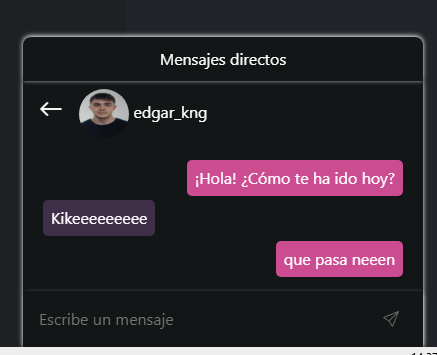 Mensajes directos
edgar_kng
¡Hola! ¿Cómo te ha ido hoy?
Kikeeeeeeeee
que pasa neeen
Escribe un mensaje